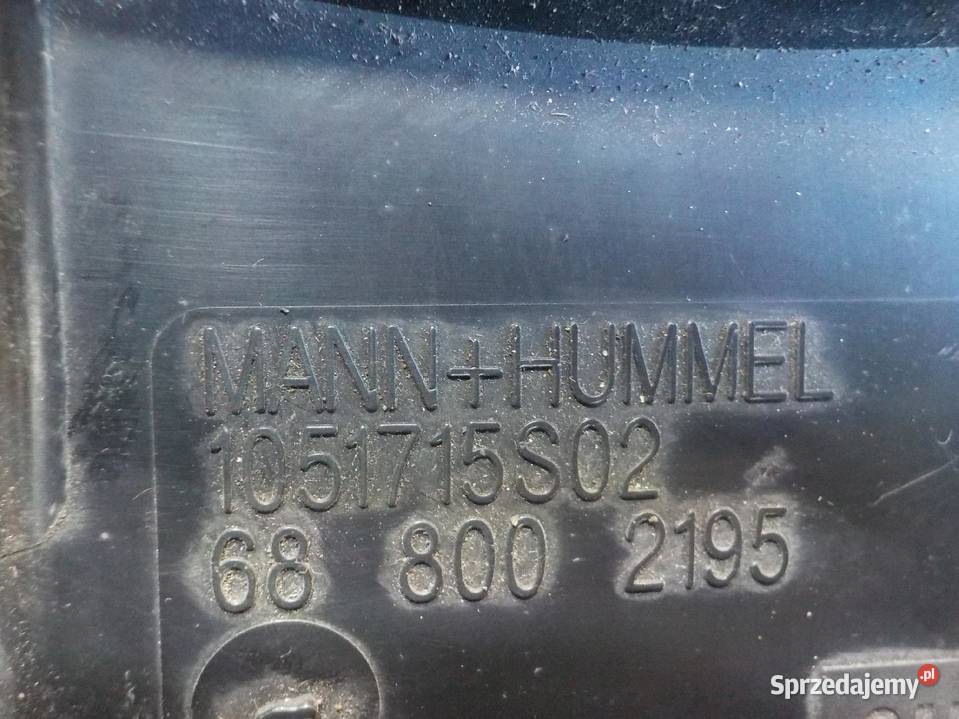 MANN+HUMMEL
1051715S02
68 800 2195
Sprzedajemy.pl